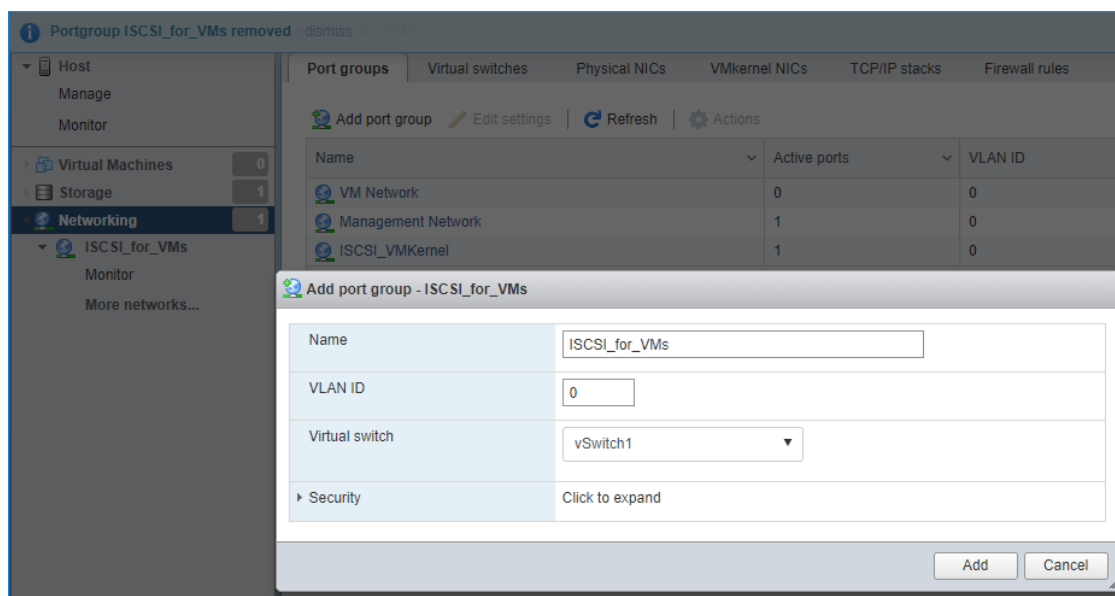 Portgroup ISCSI_for_VMs removed - dismiss
Host
Manage
Monitor
Virtual Machines 0
Storage 1
Networking 1
ISCSI_for_VMs
Monitor
More networks...
Port groups Virtual switches Physical NICs VMkernel NICs TCP/IP stacks Firewall rules
Add port group Edit settings Refresh Actions
Name Active ports VLAN ID
VM Network 0 0
Management Network 1 0
ISCSI_VMKernel 1 0
Add port group - ISCSI_for_VMs
Name ISCSI_for_VMs
VLAN ID 0
Virtual switch vSwitch1
Security Click to expand
Add Cancel